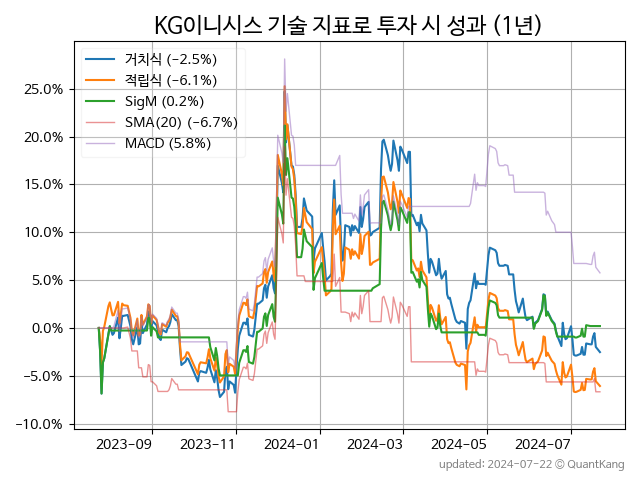 KG이니시스 기술 지표로 투자 시 성과 (1년)
거치식 (−2.5%)
적립식 (−6.1%)
SigM (0.2%)
SMA(20) (−6.7%)
MACD (5.8%)
25.0%
20.0%
15.0%
10.0%
5.0%
0.0%
−5.0%
−10.0%
2023-09 2023-11 2024-01 2024-03 2024-05 2024-07
updated: 2024-07-22 © QuantKang